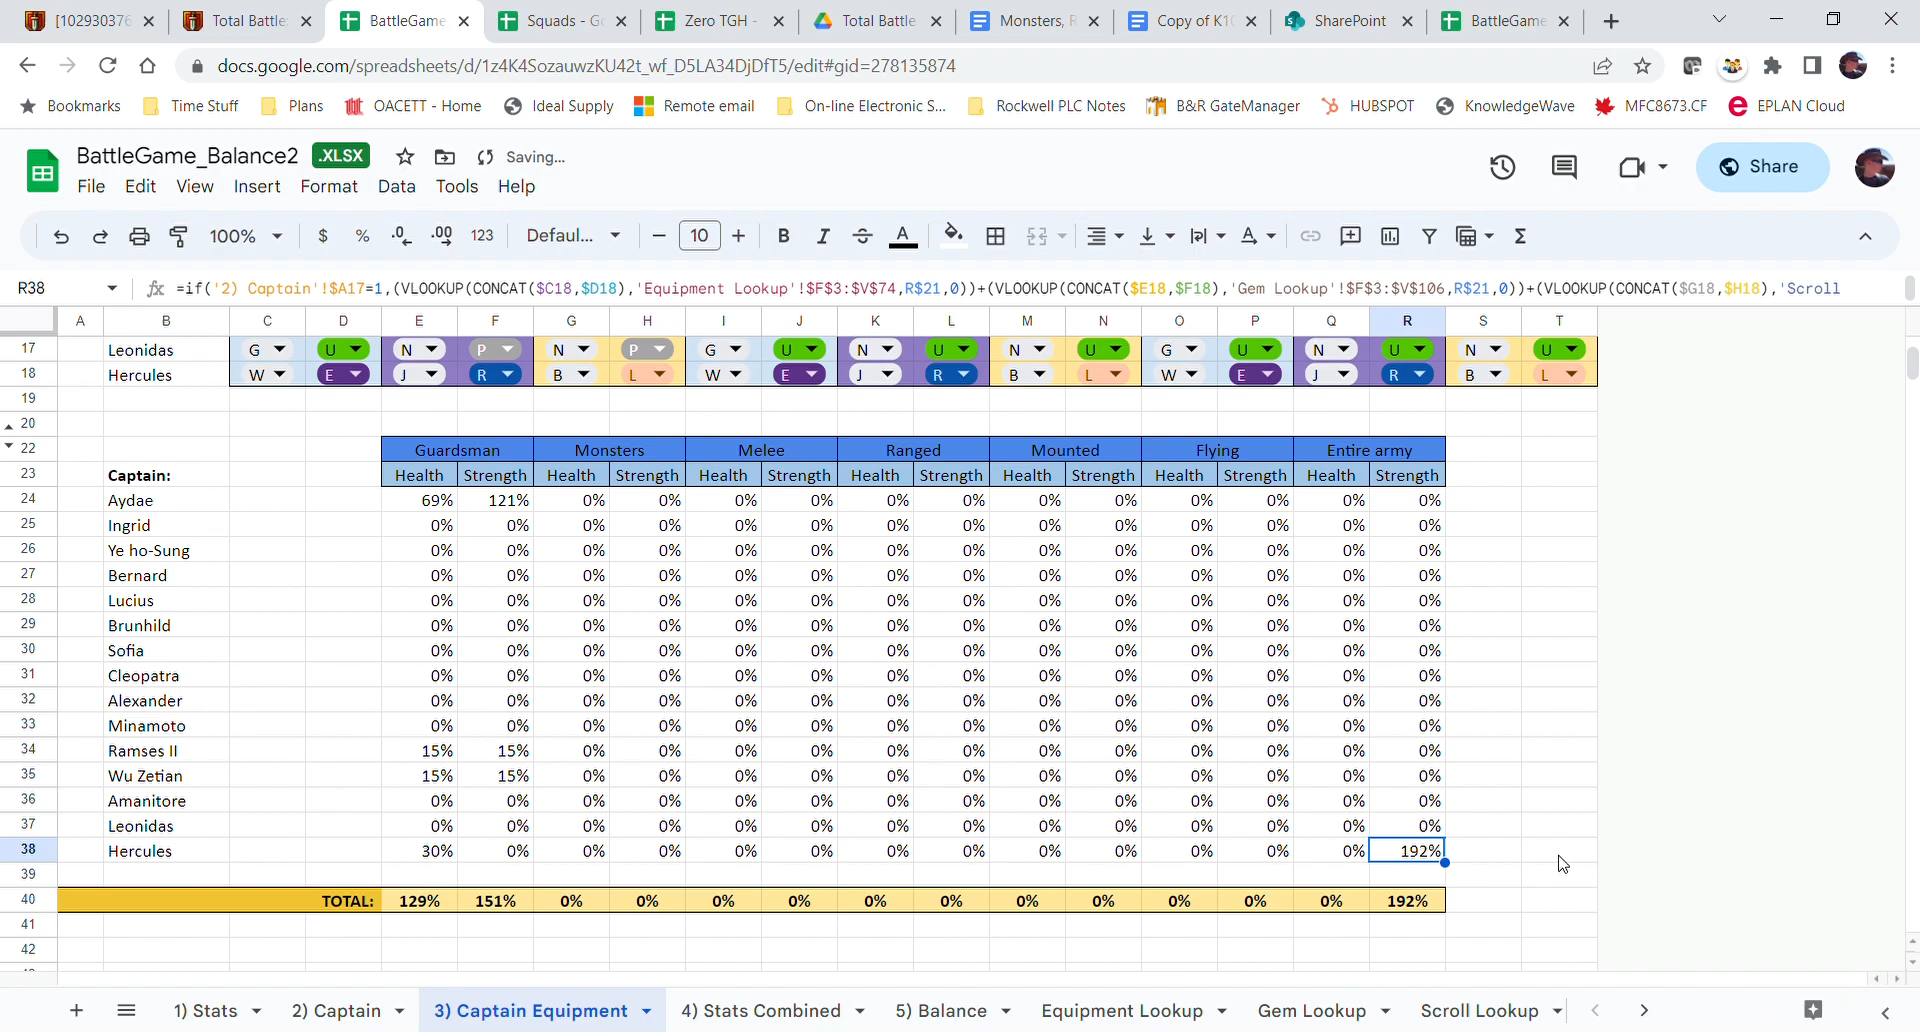 [102930376
Total Battle:
BattleGame
Squads - Go
Zero TGH -
Total Battle
Monsters, R
Copy of K10
SharePoint
BattleGame
docs.google.com/spreadsheets/d/1z4K4SozauwzKU42t_wf_D5LA34DjDfT5/edit#gid=278135874
Bookmarks Time Stuff Plans OACETT - Home Ideal Supply Remote email On-line Electronic S... Rockwell PLC Notes B&R GateManager HUBSPOT KnowledgeWave MFC8673.CF EPLAN Cloud
BattleGame_Balance2 .XLSX Saving...
File Edit View Insert Format Data Tools Help
Share
100% $ % .0 .00 123 Defaul... 10 B I A
R38 fx =if('2) Captain'!$A17=1,(VLOOKUP(CONCAT($C18,$D18),'Equipment Lookup'!$F$3:$V$74,R$21,0))+(VLOOKUP(CONCAT($E18,$F18),'Gem Lookup'!$F$3:$V$106,R$21,0))+(VLOOKUP(CONCAT($G18,$H18),'Scroll
A B C D E F G H I J K L M N O P Q R S T
17 Leonidas G U N P N P G U N U N U G U N U N U
18 Hercules W E J R B L W E J R B L W E J R B L
19
20
22 Guardsman Monsters Melee Ranged Mounted Flying Entire army
23 Captain: Health Strength Health Strength Health Strength Health Strength Health Strength Health Strength Health Strength
24 Aydae 69% 121% 0% 0% 0% 0% 0% 0% 0% 0% 0% 0% 0% 0%
25 Ingrid 0% 0% 0% 0% 0% 0% 0% 0% 0% 0% 0% 0% 0% 0%
26 Ye ho-Sung 0% 0% 0% 0% 0% 0% 0% 0% 0% 0% 0% 0% 0% 0%
27 Bernard 0% 0% 0% 0% 0% 0% 0% 0% 0% 0% 0% 0% 0% 0%
28 Lucius 0% 0% 0% 0% 0% 0% 0% 0% 0% 0% 0% 0% 0% 0%
29 Brunhild 0% 0% 0% 0% 0% 0% 0% 0% 0% 0% 0% 0% 0% 0%
30 Sofia 0% 0% 0% 0% 0% 0% 0% 0% 0% 0% 0% 0% 0% 0%
31 Cleopatra 0% 0% 0% 0% 0% 0% 0% 0% 0% 0% 0% 0% 0% 0%
32 Alexander 0% 0% 0% 0% 0% 0% 0% 0% 0% 0% 0% 0% 0% 0%
33 Minamoto 0% 0% 0% 0% 0% 0% 0% 0% 0% 0% 0% 0% 0% 0%
34 Ramses II 15% 15% 0% 0% 0% 0% 0% 0% 0% 0% 0% 0% 0% 0%
35 Wu Zetian 15% 15% 0% 0% 0% 0% 0% 0% 0% 0% 0% 0% 0% 0%
36 Amanitore 0% 0% 0% 0% 0% 0% 0% 0% 0% 0% 0% 0% 0% 0%
37 Leonidas 0% 0% 0% 0% 0% 0% 0% 0% 0% 0% 0% 0% 0% 0%
38 Hercules 30% 0% 0% 0% 0% 0% 0% 0% 0% 0% 0% 0% 0% 192%
39
40 TOTAL: 129% 151% 0% 0% 0% 0% 0% 0% 0% 0% 0% 0% 0% 192%
41
42
1) Stats 2) Captain 3) Captain Equipment 4) Stats Combined 5) Balance Equipment Lookup Gem Lookup Scroll Lookup